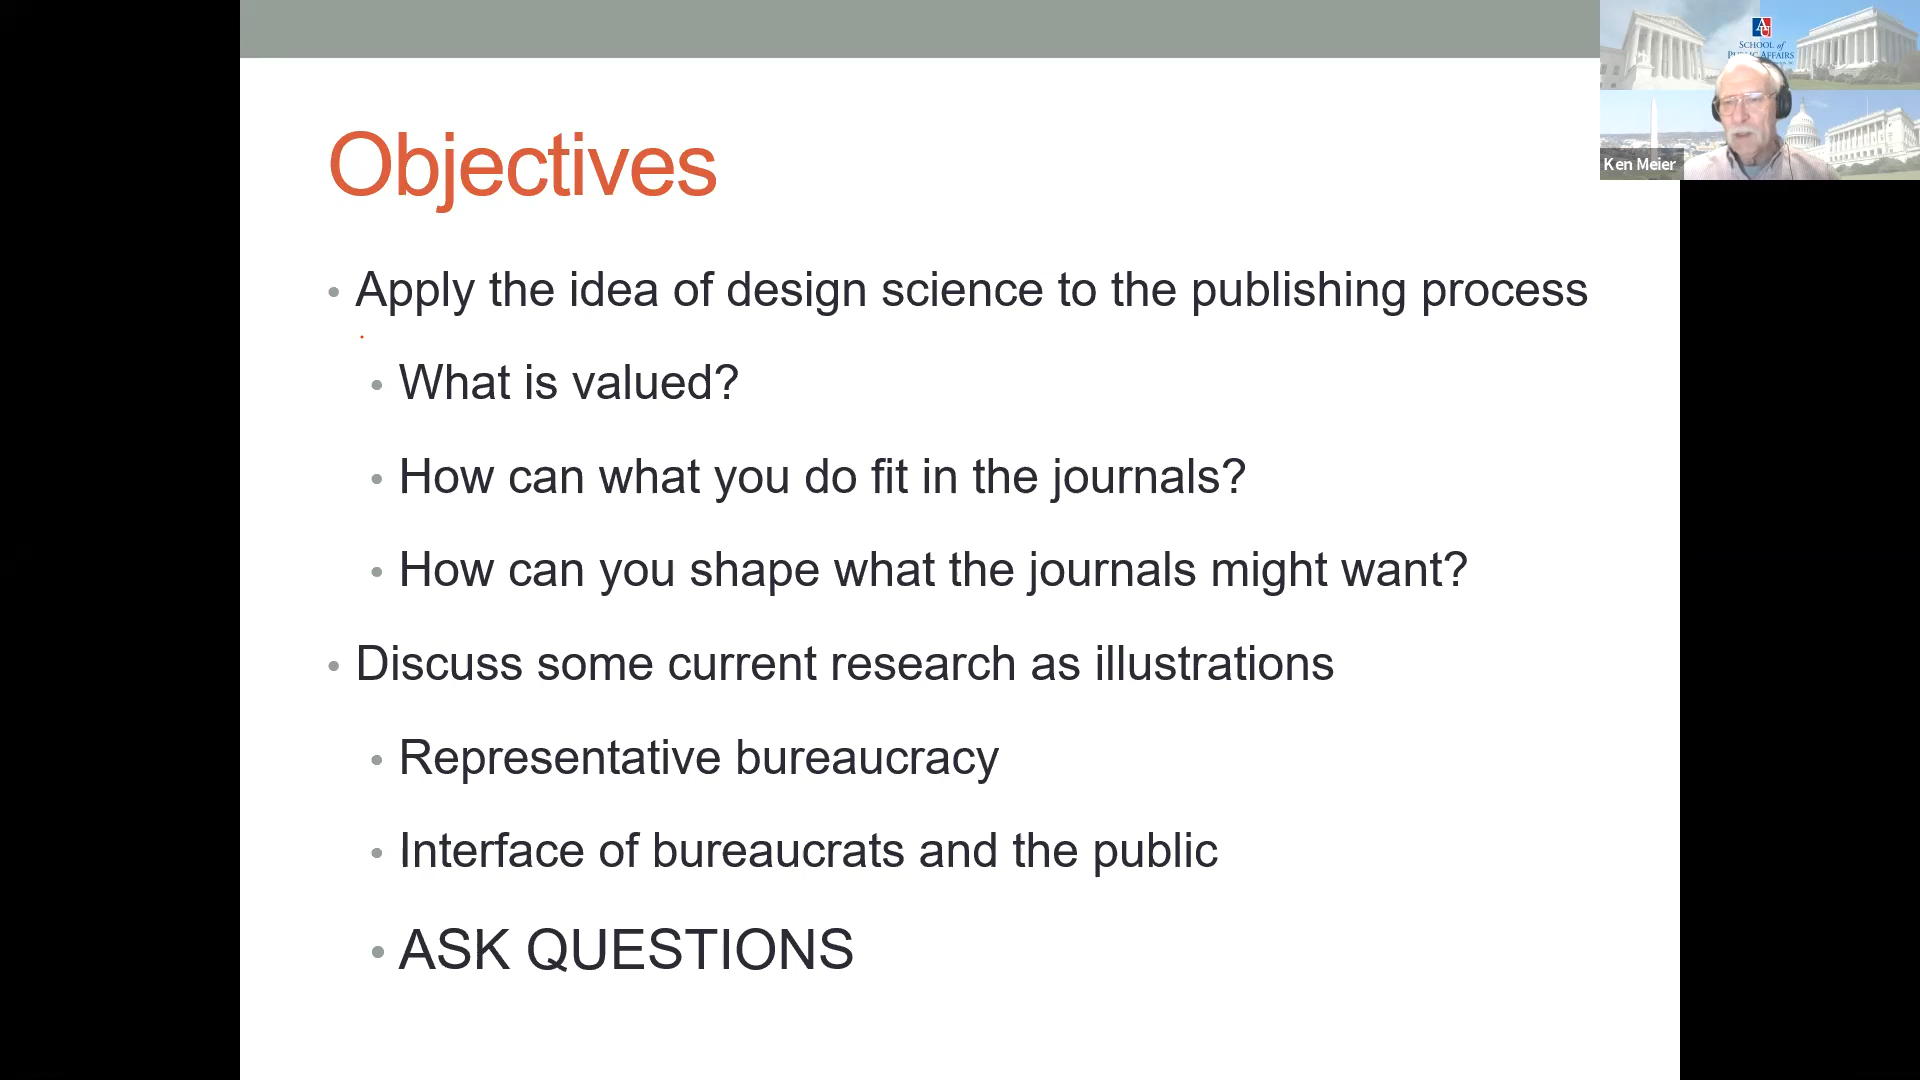 Objectives
• Apply the idea of design science to the publishing process
• What is valued?
• How can what you do fit in the journals?
• How can you shape what the journals might want?
• Discuss some current research as illustrations
• Representative bureaucracy
• Interface of bureaucrats and the public
• ASK QUESTIONS
AU
SCHOOL of
Ken Meier